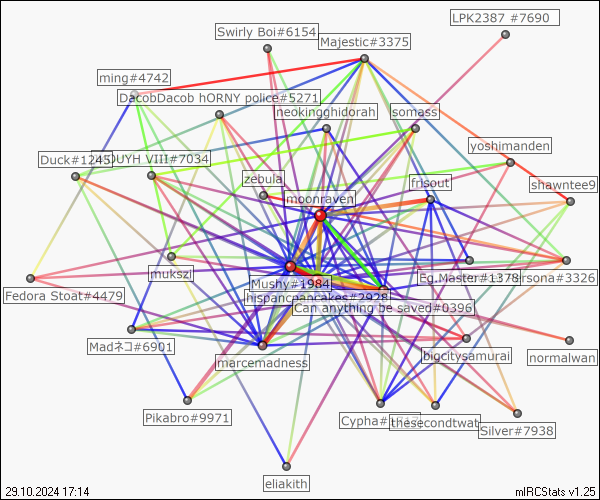 LPK2387 #7690
Swirly Boi#6154
Majestic#3375
ming#4742
DacobDacob hORNY police#5271
neokingghidorah
somass
yoshimanden
Duck#1245
DUYH VIII#7034
zebula
frisout
shawntee9
moonraven
mukszi
Mushy#1984
Eg.Master#1378
rsona#3326
Fedora Stoat#4479
hispancpancakes#2928
Can anything be saved#0396
Madネコ#6901
marcemadness
bigcitysamurai
normalwan
Pikabro#9971
Cypha#
thesecondtwat
Silver#7938
eliakith
29.10.2024 17:14
mIRCStats v1.25